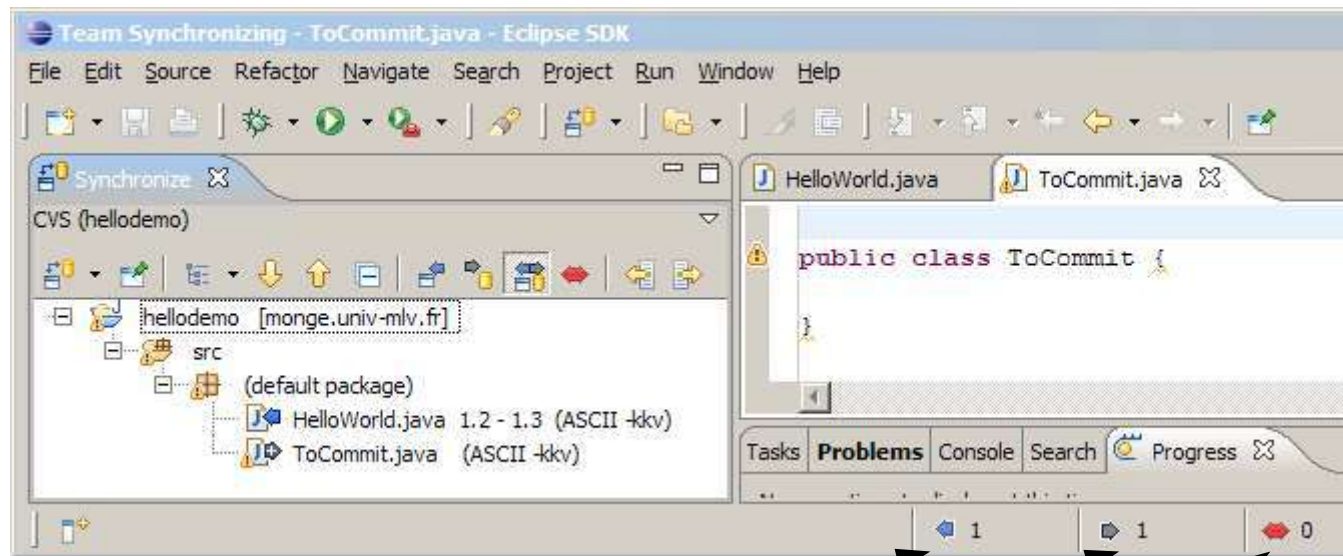 Team Synchronizing - ToCommit.java - Eclipse SDK
File Edit Source Refactor Navigate Search Project Run Window Help
Synchronize
CVS (hellodemo)
hellodemo [monge.univ-mlv.fr]
src
(default package)
HelloWorld.java 1.2 - 1.3 (ASCII -kkv)
ToCommit.java (ASCII -kkv)
HelloWorld.java ToCommit.java
public class ToCommit {
}
Tasks Problems Console Search Progress
1 1 0